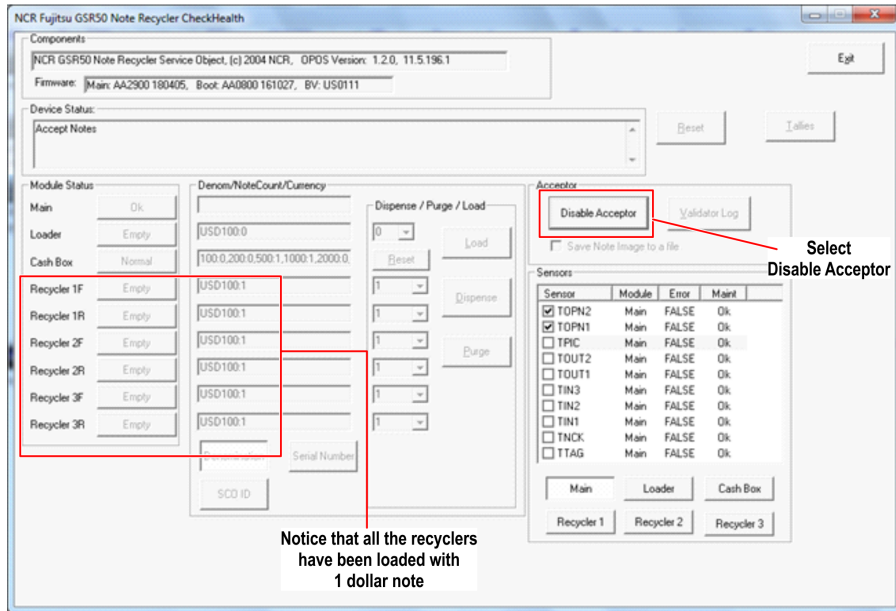 NCR Fujitsu GSR50 Note Recycler CheckHealth
Components
NCR GSR50 Note Recycler Service Object, (c) 2004 NCR, OPOS Version: 1.2.0, 11.5.196.1
Firmware: Main: AA2900 180405, Boot: AA0800 161027, BV: US0111
Exit
Device Status:
Accept Notes
Reset
Tallies
Module Status
Main Ok
Loader Empty
Cash Box Normal
Recycler 1F Empty
Recycler 1R Empty
Recycler 2F Empty
Recycler 2R Empty
Recycler 3F Empty
Recycler 3R Empty
Denom/NoteCount/Currency
USD100:0
100:0,200:0,500:1,1000:1,2000:0,
USD100:1
USD100:1
USD100:1
USD100:1
USD100:1
USD100:1
Denomination
Serial Number
SCO ID
Dispense / Purge / Load
0
Reset
1
1
1
1
1
1
Load
Dispense
Purge
Acceptor
Disable Acceptor
Validator Log
Save Note Image to a file
Select
Disable Acceptor
Sensors
Sensor Module Error Maint
TOPN2 Main FALSE Ok
TOPN1 Main FALSE Ok
TPIC Main FALSE Ok
TOUT2 Main FALSE Ok
TOUT1 Main FALSE Ok
TIN3 Main FALSE Ok
TIN2 Main FALSE Ok
TIN1 Main FALSE Ok
TNCK Main FALSE Ok
TTAG Main FALSE Ok
Main
Loader
Cash Box
Recycler 1
Recycler 2
Recycler 3
Notice that all the recyclers
have been loaded with
1 dollar note